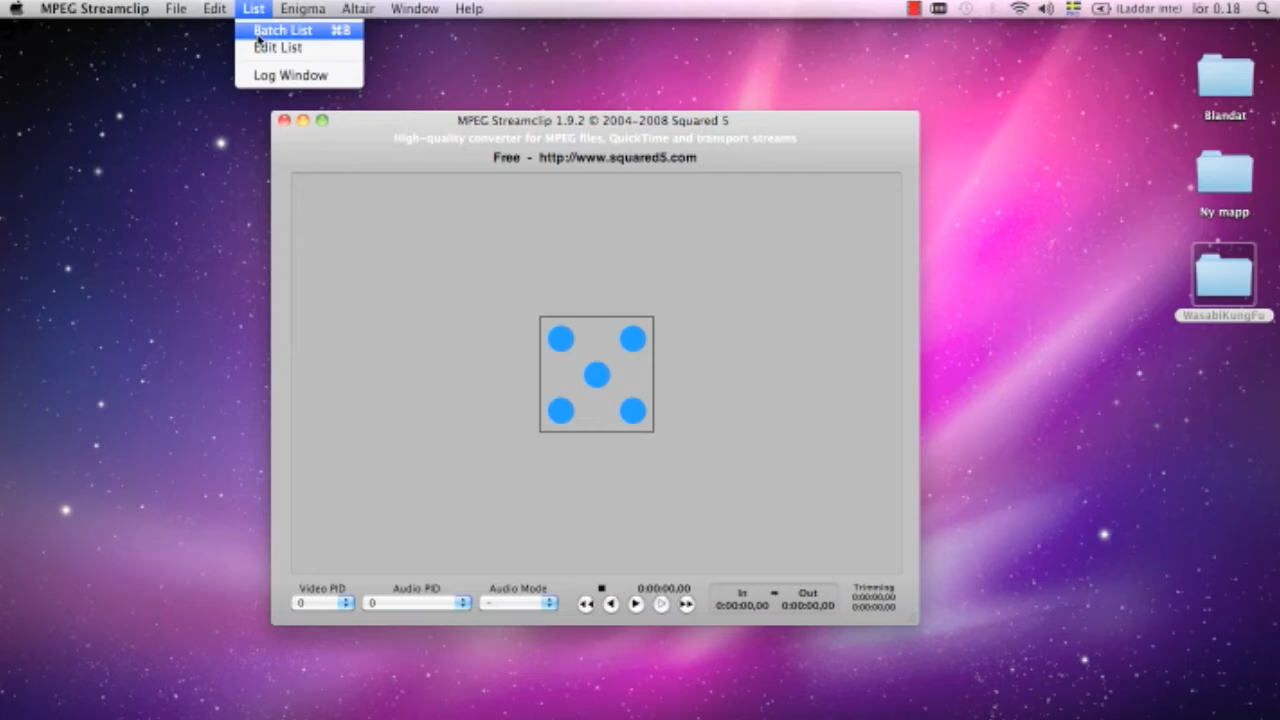 MPEG Streamclip File Edit List Enigma Altair Window Help (Laddar inte) lör 0.18
Batch List ⌘B
Edit List
Log Window
MPEG Streamclip 1.9.2 © 2004-2008 Squared 5
High-quality converter for MPEG files, QuickTime and transport streams
Free - http://www.squared5.com
Blandat
Ny mapp
WasabiKungFu
Video PID Audio PID Audio Mode 0:00:00,00 In Out Trimming
0 0 - 0:00:00,00 0:00:00,00 0:00:00,00
0:00:00,00